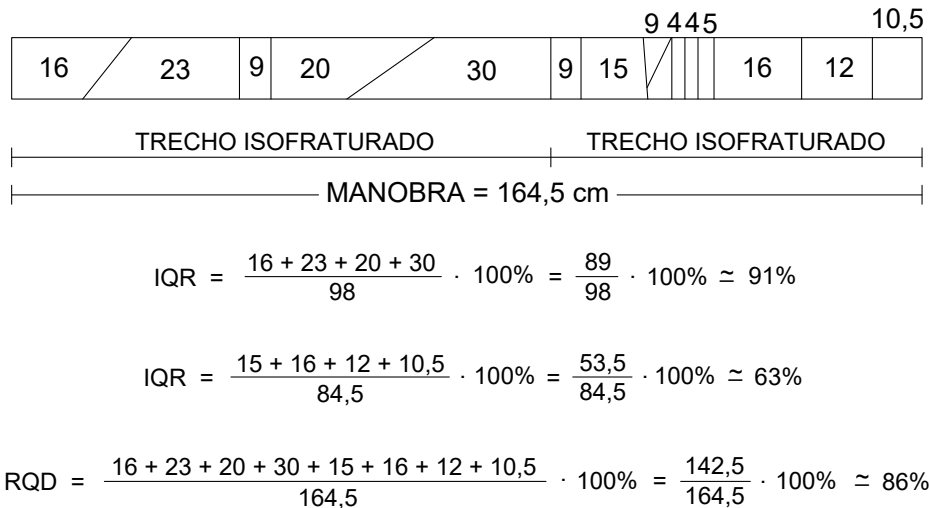 9 4 4 5 10,5
16 23 9 20 30 9 15 16 12
TRECHO ISOFRATURADO TRECHO ISOFRATURADO
MANOBRA = 164,5 cm
IQR = 16 + 23 + 20 + 30 / 98 · 100% = 89 / 98 · 100% ≃ 91%
IQR = 15 + 16 + 12 + 10,5 / 84,5 · 100% = 53,5 / 84,5 · 100% ≃ 63%
RQD = 16 + 23 + 20 + 30 + 15 + 16 + 12 + 10,5 / 164,5 · 100% = 142,5 / 164,5 · 100% ≃ 86%